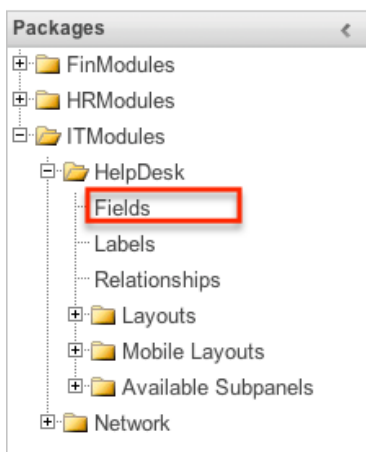 Packages
FinModules
HRModules
ITModules
HelpDesk
Fields
Labels
Relationships
Layouts
Mobile Layouts
Available Subpanels
Network